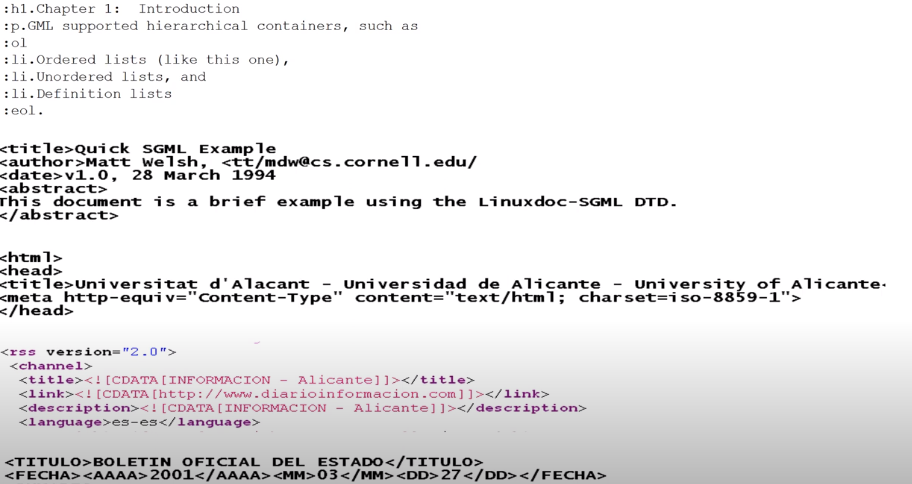 :h1.Chapter 1:  Introduction
:p.GML supported hierarchical containers, such as
:ol
:li.Ordered lists (like this one),
:li.Unordered lists, and
:li.Definition lists
:eol.
<title>Quick SGML Example
<author>Matt Welsh, <tt/mdw@cs.cornell.edu/
<date>v1.0, 28 March 1994
<abstract>
This document is a brief example using the Linuxdoc-SGML DTD.
</abstract>
<html>
<head>
<title>Universitat d'Alacant - Universidad de Alicante - University of Alicante<
<meta http-equiv="Content-Type" content="text/html; charset=iso-8859-1">
</head>
<rss version="2.0">
<channel>
<title><![CDATA[INFORMACION - Alicante]]></title>
<link><![CDATA[http://www.diarioinformacion.com]]></link>
<description><![CDATA[INFORMACION - Alicante]]></description>
<language>es-es</language>
<TITULO>BOLETIN OFICIAL DEL ESTADO</TITULO>
<FECHA><AAAA>2001</AAAA><MM>03</MM><DD>27</DD></FECHA>